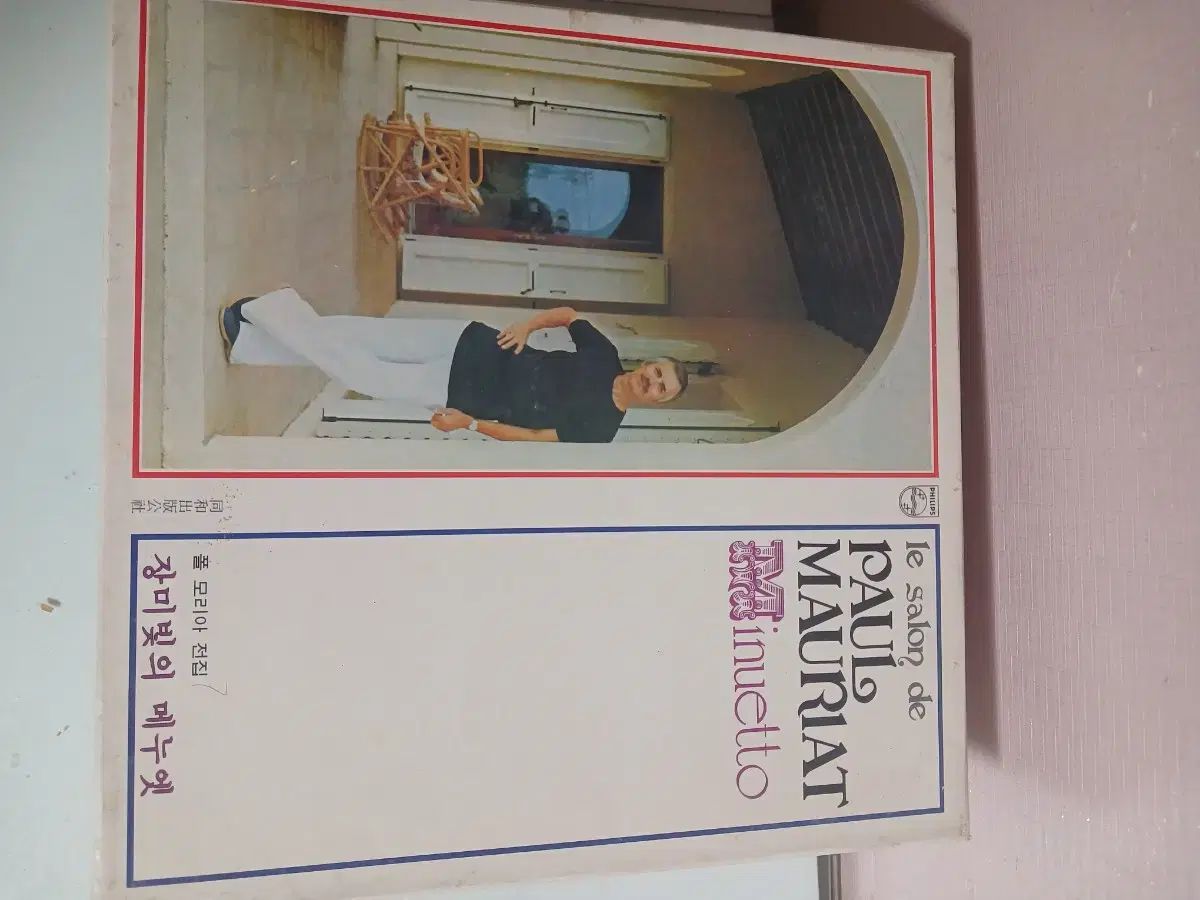 le salon de
PAUL
MAURIAT
Minuetto
폴 모리아 전집 7
장미빛의 메누엣
PHILIPS
同和出版公社